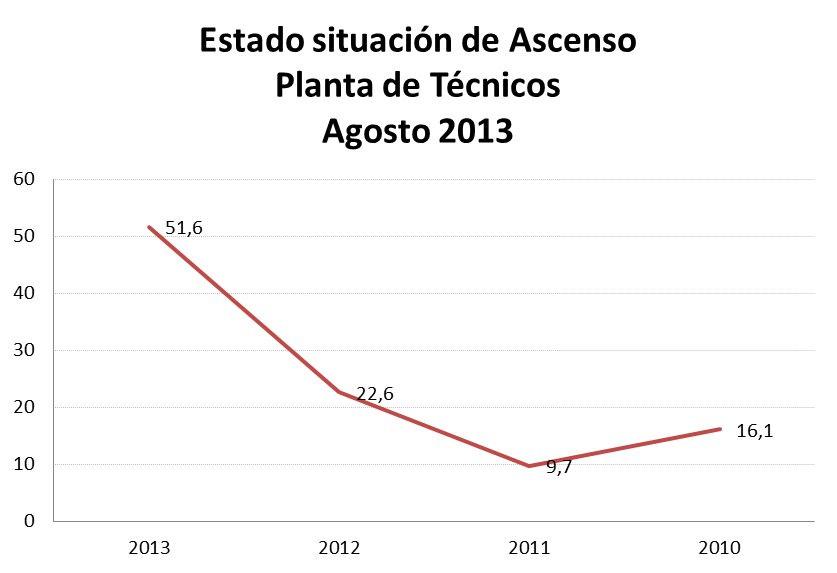 Estado situación de Ascenso
Planta de Técnicos
Agosto 2013
60
50
40
30
20
10
0
51,6
22,6
9,7
16,1
2013 2012 2011 2010